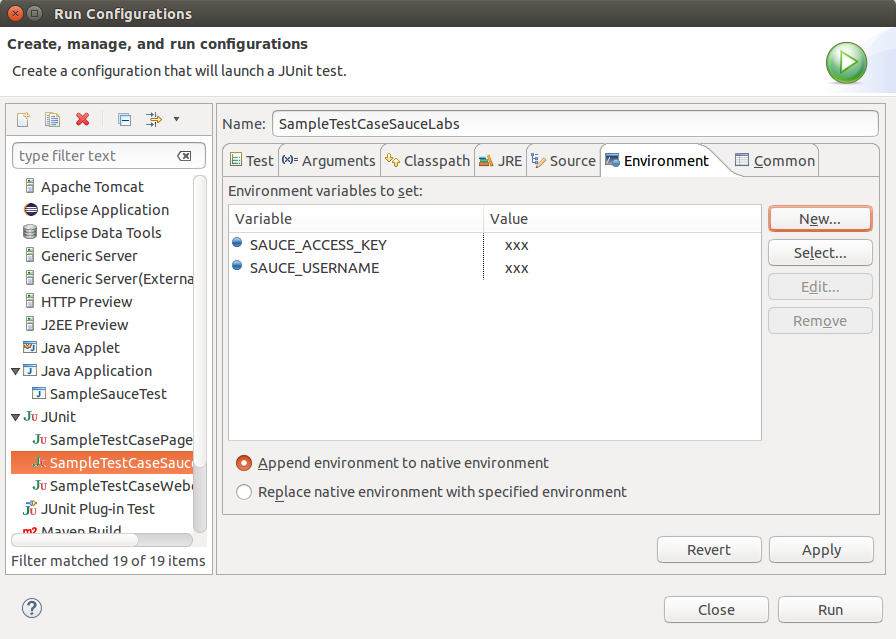 Run Configurations
Create, manage, and run configurations
Create a configuration that will launch a JUnit test.
type filter text
Apache Tomcat
Eclipse Application
Eclipse Data Tools
Generic Server
Generic Server(Externa
HTTP Preview
J2EE Preview
Java Applet
Java Application
SampleSauceTest
JUnit
SampleTestCasePage
SampleTestCaseSauc
SampleTestCaseWeb
JUnit Plug-in Test
Maven Build
Filter matched 19 of 19 items
Name: SampleTestCaseSauceLabs
Test Arguments Classpath JRE Source Environment Common
Environment variables to set:
Variable Value
SAUCE_ACCESS_KEY xxx
SAUCE_USERNAME xxx
New...
Select...
Edit...
Remove
Append environment to native environment
Replace native environment with specified environment
Revert Apply
Close Run